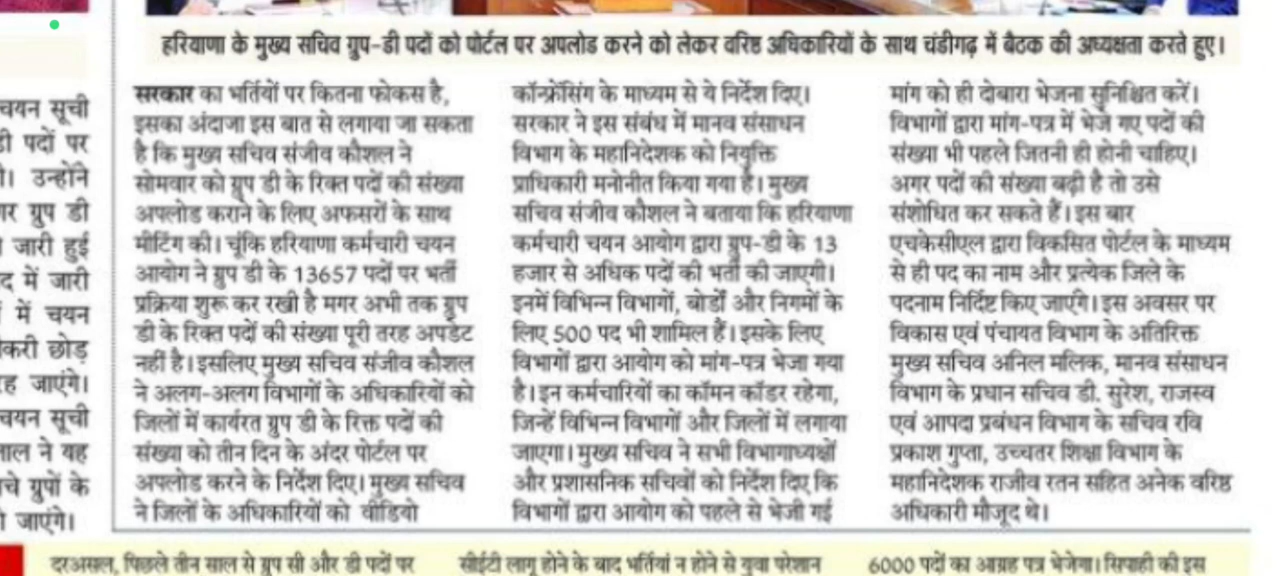 हरियाणा के मुख्य सचिव ग्रुप-डी पदों को पोर्टल पर अपलोड करने को लेकर वरिष्ठ अधिकारियों के साथ चंडीगढ़ में बैठक की अध्यक्षता करते हुए।
चयन सूची
डी पदों पर
उन्होंने
ग्रुप डी
जारी हुई
में जारी
में चयन
छोड़
जाएंगे।
चयन सूची
ने यह
ग्रुपों के
जाएंगे।
सरकार का भर्तियों पर कितना फोकस है,
इसका अंदाजा इस बात से लगाया जा सकता
है कि मुख्य सचिव संजीव कौशल ने
सोमवार को ग्रुप डी के रिक्त पदों की संख्या
अपलोड कराने के लिए अफसरों के साथ
मीटिंग की। चूंकि हरियाणा कर्मचारी चयन
आयोग ने ग्रुप डी के 13657 पदों पर भर्ती
प्रक्रिया शुरू कर रखी है मगर अभी तक ग्रुप
डी के रिक्त पदों की संख्या पूरी तरह अपडेट
नहीं है। इसलिए मुख्य सचिव संजीव कौशल
ने अलग-अलग विभागों के अधिकारियों को
जिलों में कार्यरत ग्रुप डी के रिक्त पदों की
संख्या को तीन दिन के अंदर पोर्टल पर
अपलोड करने के निर्देश दिए। मुख्य सचिव
ने जिलों के अधिकारियों को वीडियो
कॉन्फ्रेंसिंग के माध्यम से ये निर्देश दिए।
सरकार ने इस संबंध में मानव संसाधन
विभाग के महानिदेशक को नियुक्ति
प्राधिकारी मनोनीत किया गया है। मुख्य
सचिव संजीव कौशल ने बताया कि हरियाणा
कर्मचारी चयन आयोग द्वारा ग्रुप-डी के 13
हजार से अधिक पदों की भर्ती की जाएगी।
इनमें विभिन्न विभागों, बोर्डों और निगमों के
लिए 500 पद भी शामिल हैं। इसके लिए
विभागों द्वारा आयोग को मांग-पत्र भेजा गया
है। इन कर्मचारियों का कॉमन कॉडर रहेगा,
जिन्हें विभिन्न विभागों और जिलों में लगाया
जाएगा। मुख्य सचिव ने सभी विभागाध्यक्षों
और प्रशासनिक सचिवों को निर्देश दिए कि
विभागों द्वारा आयोग को पहले से भेजी गई
मांग को ही दोबारा भेजना सुनिश्चित करें।
विभागों द्वारा मांग-पत्र में भेजे गए पदों की
संख्या भी पहले जितनी ही होनी चाहिए।
अगर पदों की संख्या बढ़ी है तो उसे
संशोधित कर सकते हैं। इस बार
एचकेसीएल द्वारा विकसित पोर्टल के माध्यम
से ही पद का नाम और प्रत्येक जिले के
पदनाम निर्दिष्ट किए जाएंगे। इस अवसर पर
विकास एवं पंचायत विभाग के अतिरिक्त
मुख्य सचिव अनिल मलिक, मानव संसाधन
विभाग के प्रधान सचिव डी. सुरेश, राजस्व
एवं आपदा प्रबंधन विभाग के सचिव रवि
प्रकाश गुप्ता, उच्चतर शिक्षा विभाग के
महानिदेशक राजीव रतन सहित अनेक वरिष्ठ
अधिकारी मौजूद थे।
दरअसल, पिछले तीन साल से ग्रुप सी और डी पदों पर
सीईटी लागू होने के बाद भर्तियां न होने से युवा परेशान
6000 पदों का आग्रह पत्र भेजेगा। सिपाही की इस